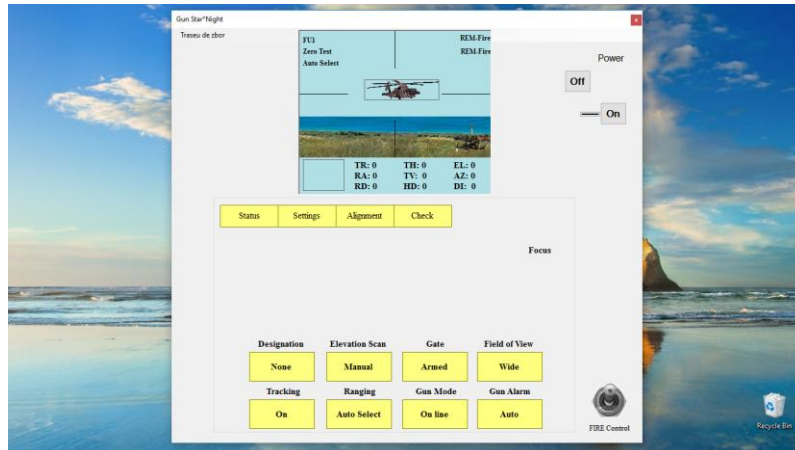 Gun Star*Night
Traseu de zbor
FU1
Zero Test
Auto Select
REM-Fire
REM-Fire
Power
Off
On
TR: 0 TH: 0 EL: 0
RA: 0 TV: 0 AZ: 0
RD: 0 HD: 0 DI: 0
Status Settings Alignment Check
Focus
Designation Elevation Scan Gate Field of View
None Manual Armed Wide
Tracking Ranging Gun Mode Gun Alarm
On Auto Select On line Auto
FIRE Control
Recycle Bin